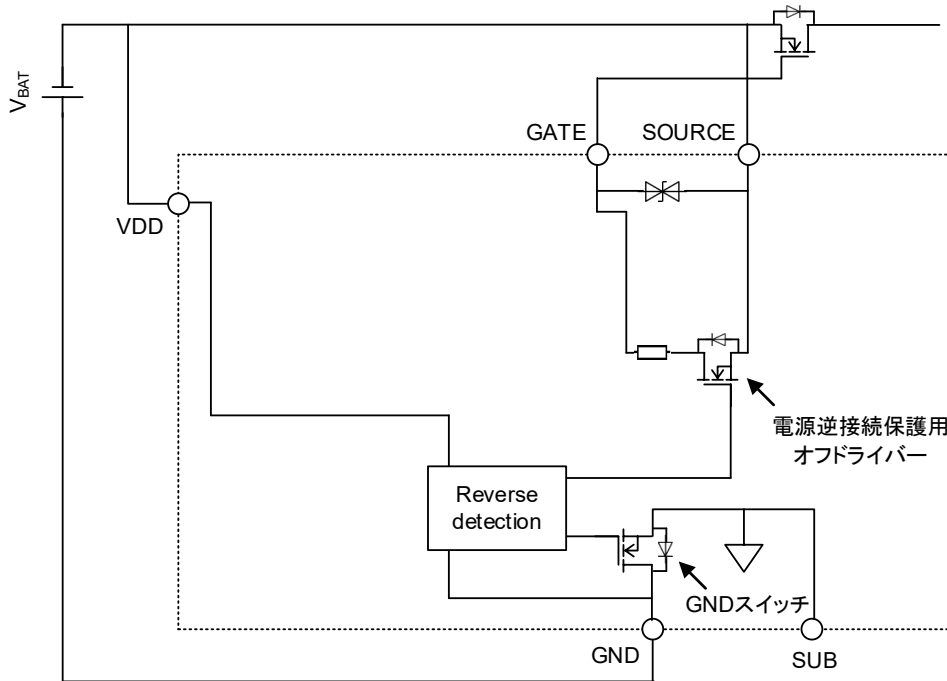 VBAT
GATE
SOURCE
VDD
電源逆接続保護用
オフドライバー
Reverse
detection
GNDスイッチ
GND
SUB